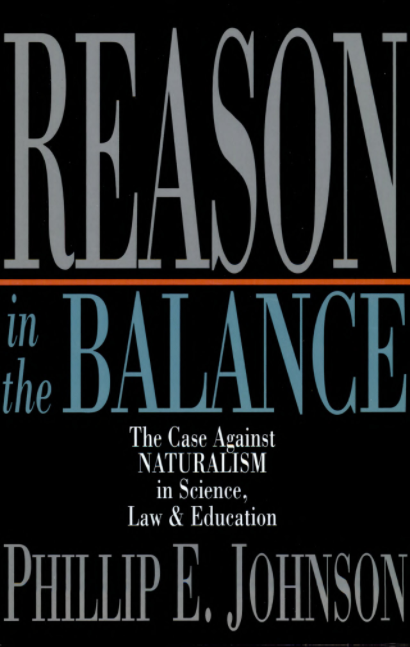 REASON
in
the BALANCE
The Case Against
NATURALISM
in Science,
Law & Education
PHILLIP E. JOHNSON